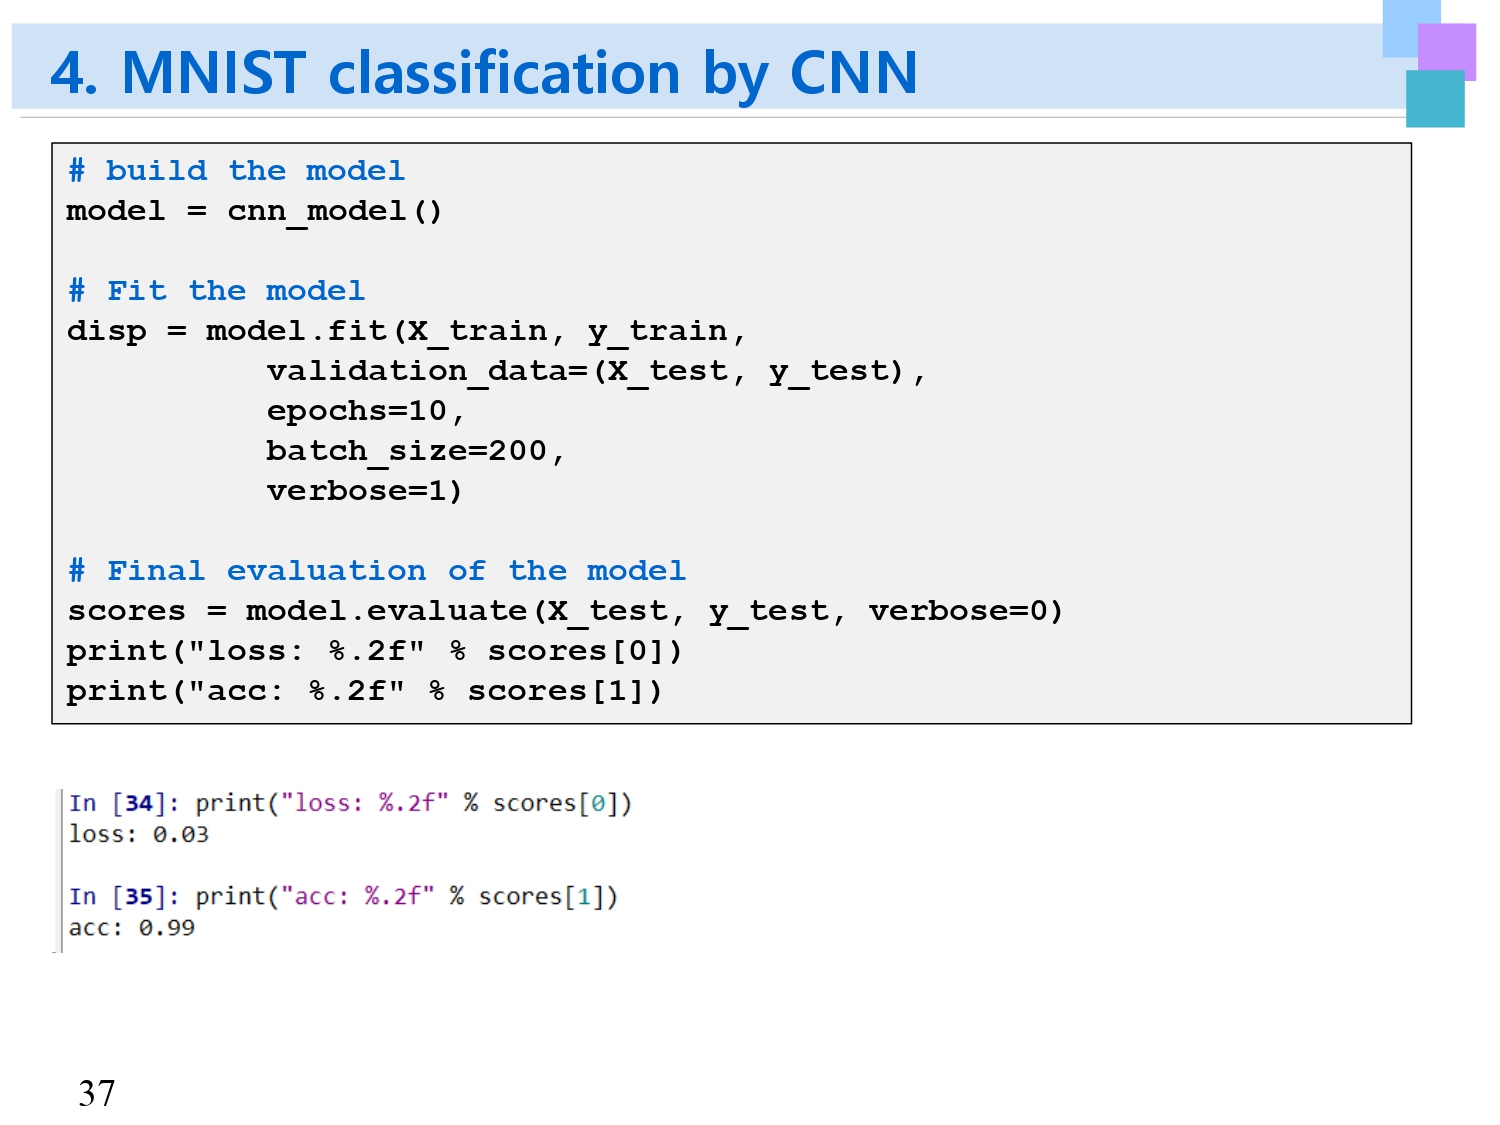 4. MNIST classification by CNN
# build the model
model = cnn_model()
# Fit the model
disp = model.fit(X_train, y_train,
validation_data=(X_test, y_test),
epochs=10,
batch_size=200,
verbose=1)
# Final evaluation of the model
scores = model.evaluate(X_test, y_test, verbose=0)
print("loss: %.2f" % scores[0])
print("acc: %.2f" % scores[1])
In [34]: print("loss: %.2f" % scores[0])
loss: 0.03
In [35]: print("acc: %.2f" % scores[1])
acc: 0.99
37